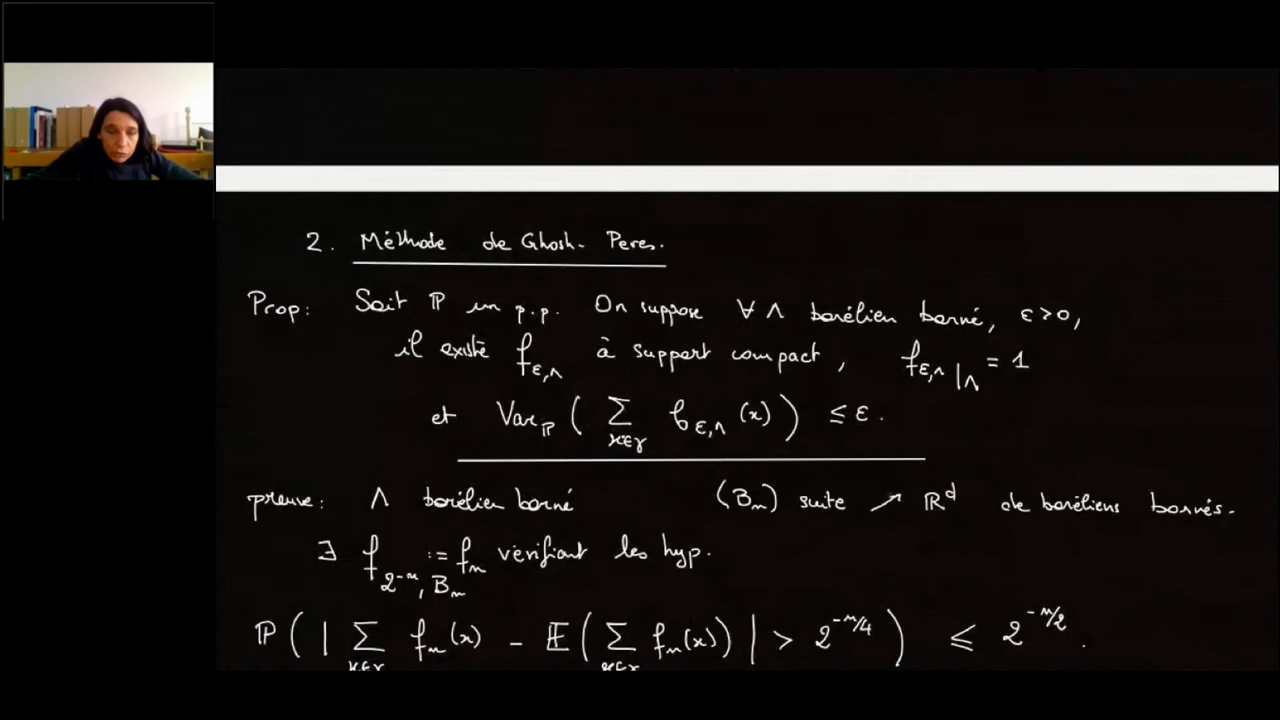 2. Méthode de Ghosh-Peres.
Prop: Soit ℙ un p.p. On suppose ∀ Λ borélien borné, ε>0,
il existe f_{ε,Λ} à support compact, f_{ε,Λ}|_Λ = 1
et Var_ℙ ( ∑_{x∈γ} f_{ε,Λ}(x) ) ≤ ε.
preuve: Λ borélien borné (B_n) suite ↗ ℝ^d de boréliens bornés.
∃ f_{2^{-n}, B_n} := f_n vérifiant les hyp.
ℙ ( | ∑_{x∈γ} f_n(x) - 𝔼 ( ∑_{x∈γ} f_n(x) ) | > 2^{-n/4} ) ≤ 2^{-n/2}.